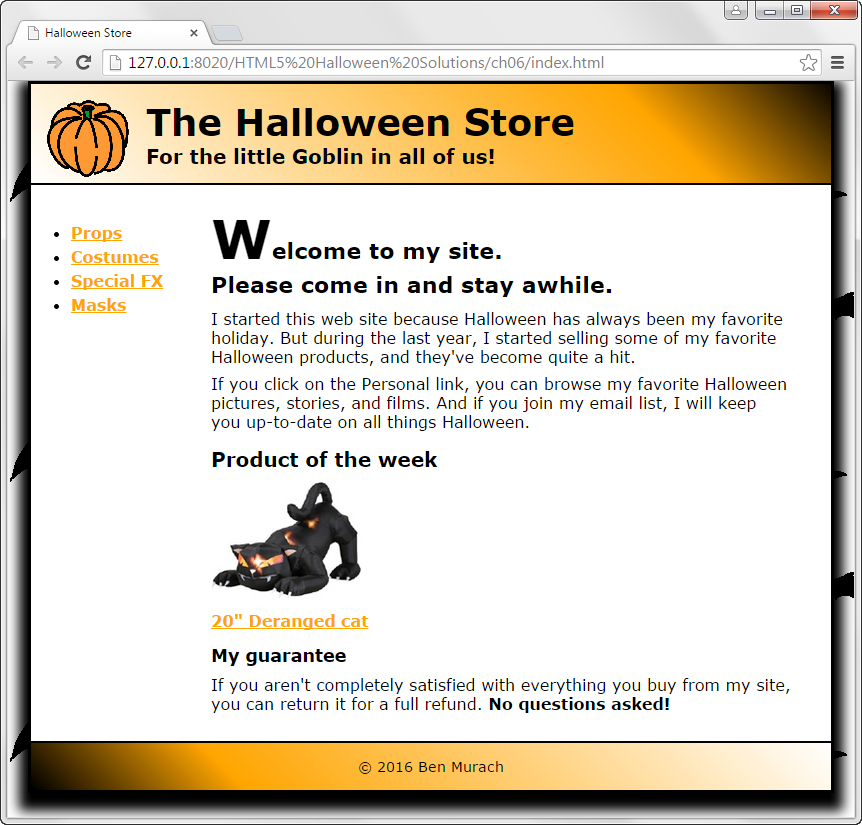 Halloween Store
127.0.0.1:8020/HTML5%20Halloween%20Solutions/ch06/index.html
The Halloween Store
For the little Goblin in all of us!
Props
Costumes
Special FX
Masks
Welcome to my site.
Please come in and stay awhile.
I started this web site because Halloween has always been my favorite
holiday. But during the last year, I started selling some of my favorite
Halloween products, and they've become quite a hit.
If you click on the Personal link, you can browse my favorite Halloween
pictures, stories, and films. And if you join my email list, I will keep
you up-to-date on all things Halloween.
Product of the week
20" Deranged cat
My guarantee
If you aren't completely satisfied with everything you buy from my site,
you can return it for a full refund. No questions asked!
© 2016 Ben Murach